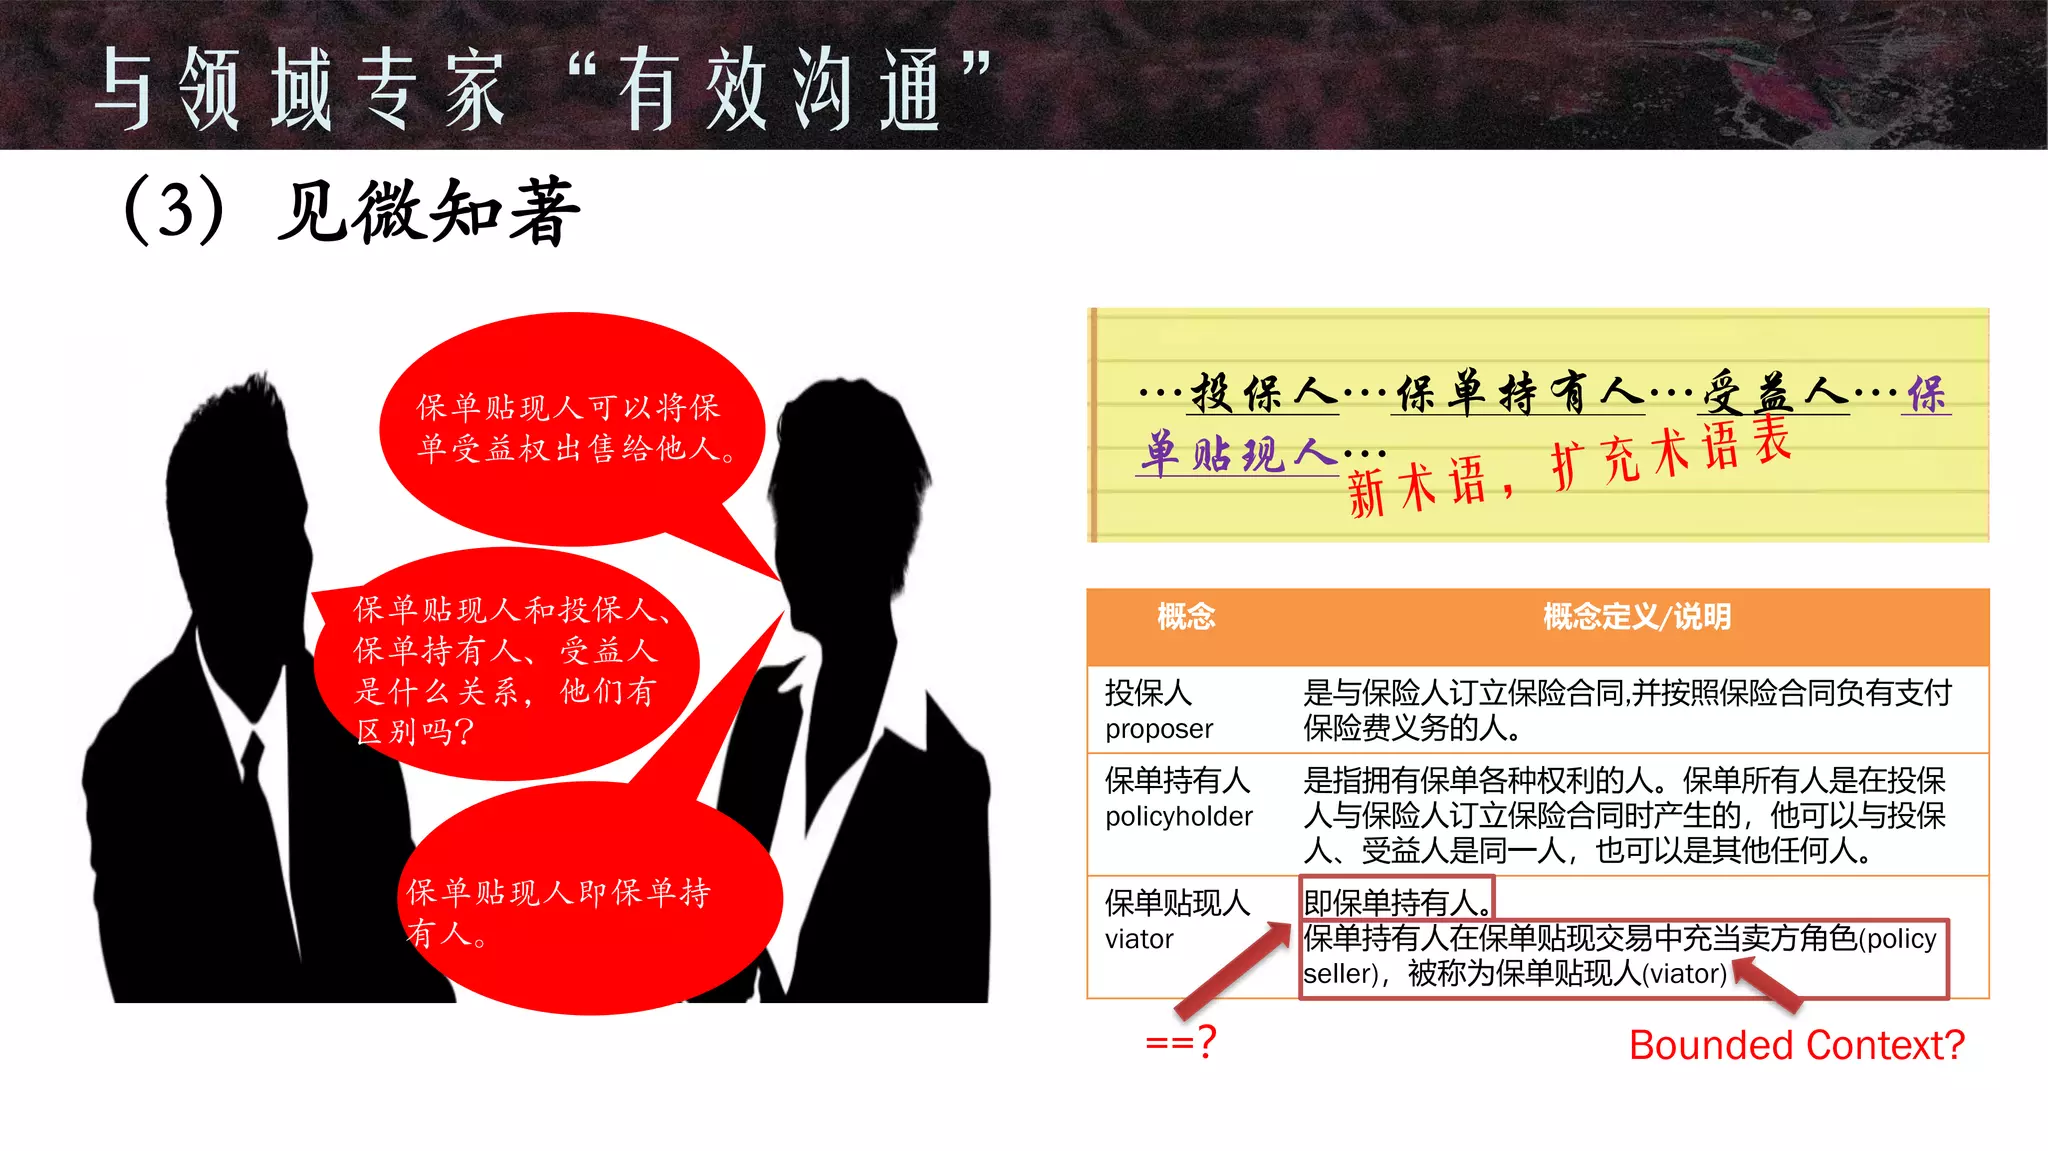 与领域专家“有效沟通”
（3）见微知著
保单贴现人可以将保
单受益权出售给他人。
保单贴现人和投保人、
保单持有人、受益人
是什么关系，他们有
区别吗？
保单贴现人即保单持
有人。
…投保人…保单持有人…受益人…保
单贴现人…
新术语，扩充术语表
概念 概念定义/说明
投保人 是与保险人订立保险合同,并按照保险合同负有支付
proposer 保险费义务的人。
保单持有人 是指拥有保单各种权利的人。保单所有人是在投保
policyholder 人与保险人订立保险合同时产生的，他可以与投保
人、受益人是同一人，也可以是其他任何人。
保单贴现人 即保单持有人。
viator 保单持有人在保单贴现交易中充当卖方角色(policy
seller)，被称为保单贴现人(viator)
==?
Bounded Context?